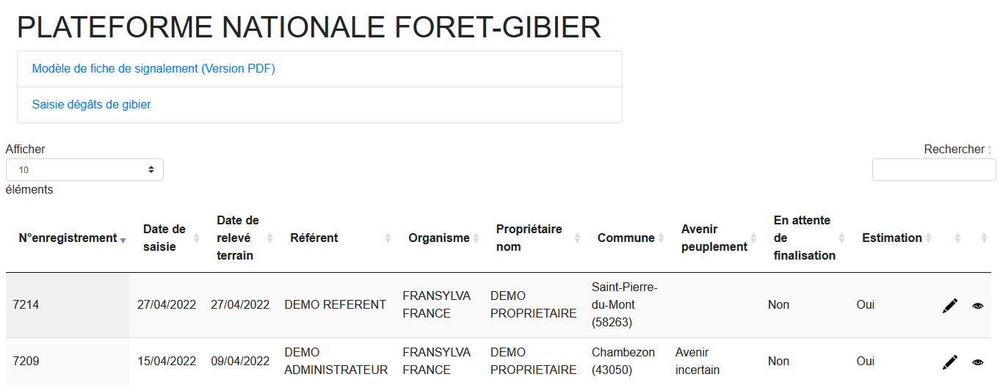 PLATEFORME NATIONALE FORET-GIBIER
Modèle de fiche de signalement (Version PDF)
Saisie dégâts de gibier
Afficher
10
éléments
Rechercher :
N°enregistrement
Date de
saisie
Date de
relevé
terrain
Référent
Organisme
Propriétaire
nom
Commune
Avenir
peuplement
En attente
de
finalisation
Estimation
7214
27/04/2022
27/04/2022
DEMO REFERENT
FRANSYLVA
FRANCE
DEMO
PROPRIETAIRE
Saint-Pierre-
du-Mont
(58263)
Non
Oui
7209
15/04/2022
09/04/2022
DEMO
ADMINISTRATEUR
FRANSYLVA
FRANCE
DEMO
PROPRIETAIRE
Chambezon
(43050)
Avenir
incertain
Non
Oui